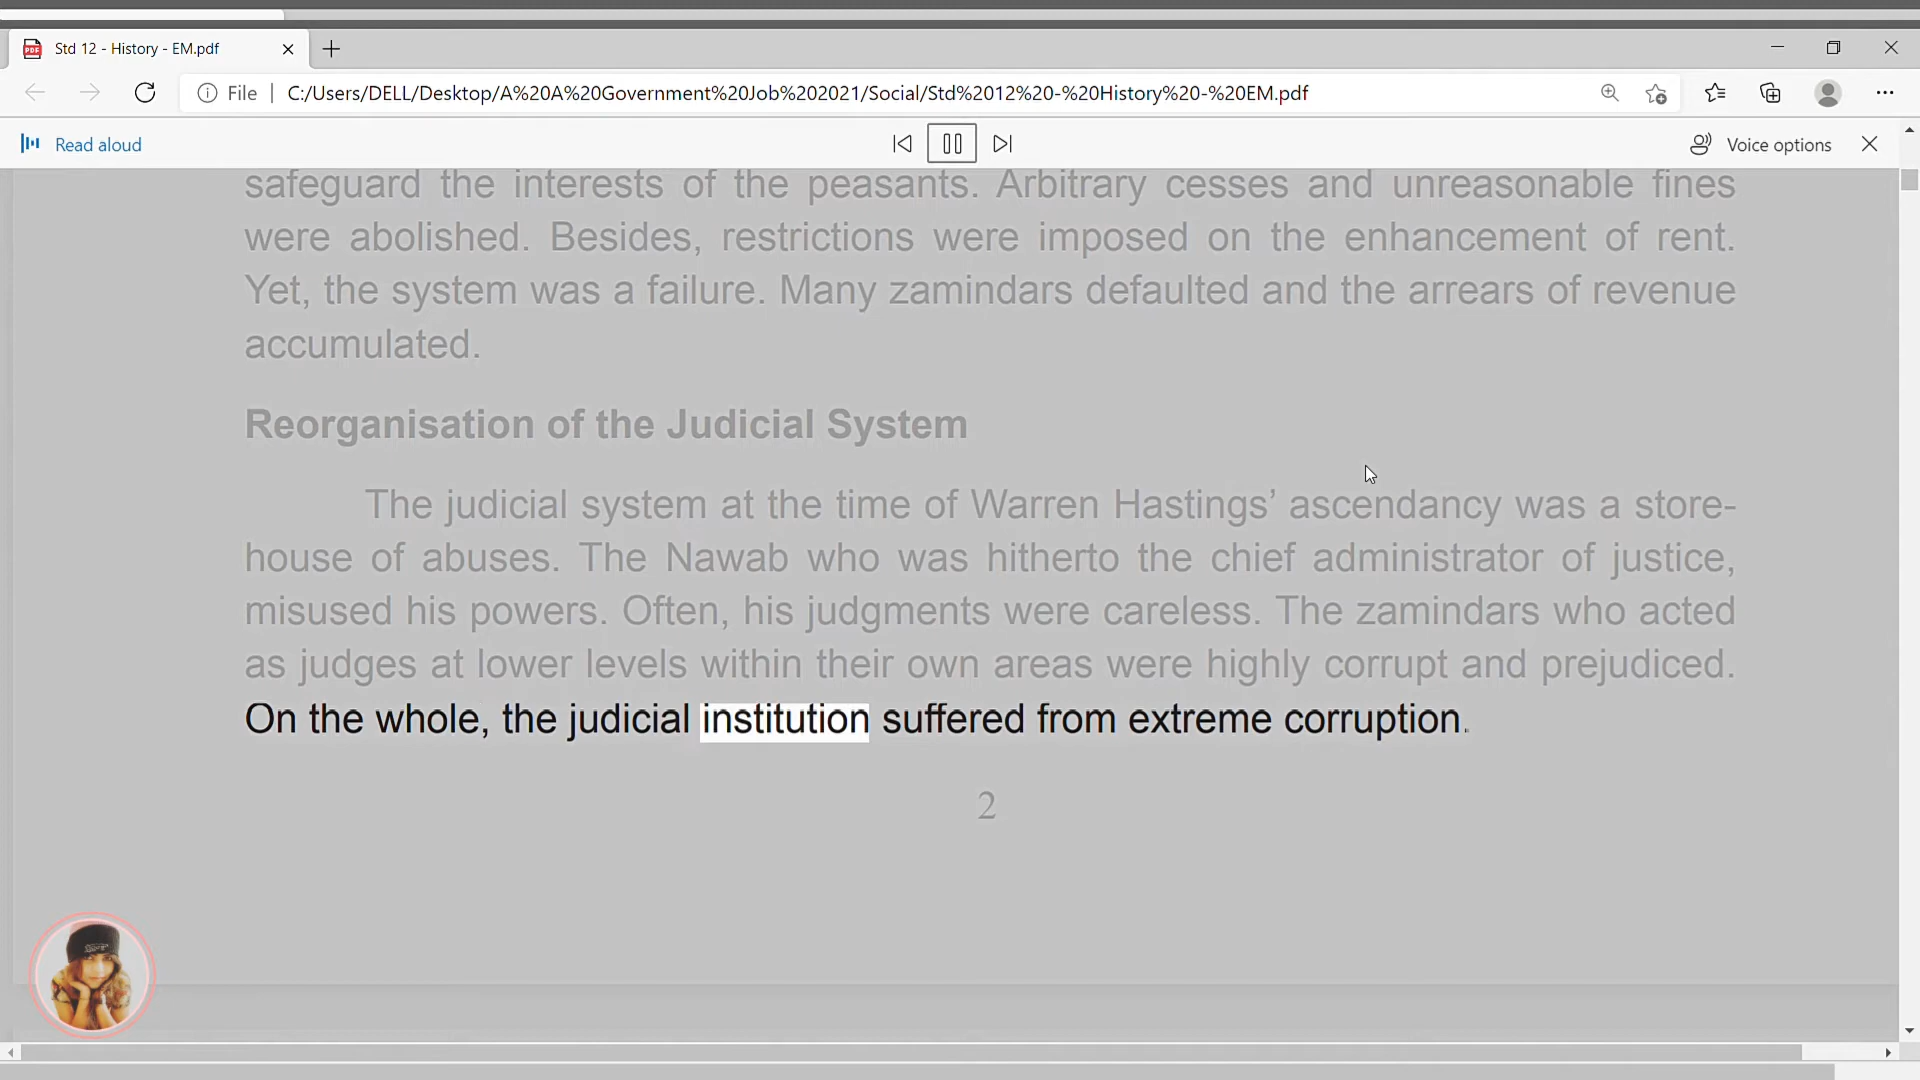 Std 12 - History - EM.pdf
File | C:/Users/DELL/Desktop/A%20A%20Government%20Job%202021/Social/Std%2012%20-%20History%20-%20EM.pdf
Read aloud
Voice options
safeguard the interests of the peasants. Arbitrary cesses and unreasonable fines
were abolished. Besides, restrictions were imposed on the enhancement of rent.
Yet, the system was a failure. Many zamindars defaulted and the arrears of revenue
accumulated.
Reorganisation of the Judicial System
The judicial system at the time of Warren Hastings’ ascendancy was a store-
house of abuses. The Nawab who was hitherto the chief administrator of justice,
misused his powers. Often, his judgments were careless. The zamindars who acted
as judges at lower levels within their own areas were highly corrupt and prejudiced.
On the whole, the judicial institution suffered from extreme corruption.
2